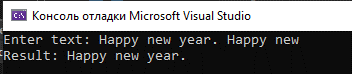 Консоль отладки Microsoft Visual Studio
Enter text: Happy new year. Happy new
Result: Happy new year.